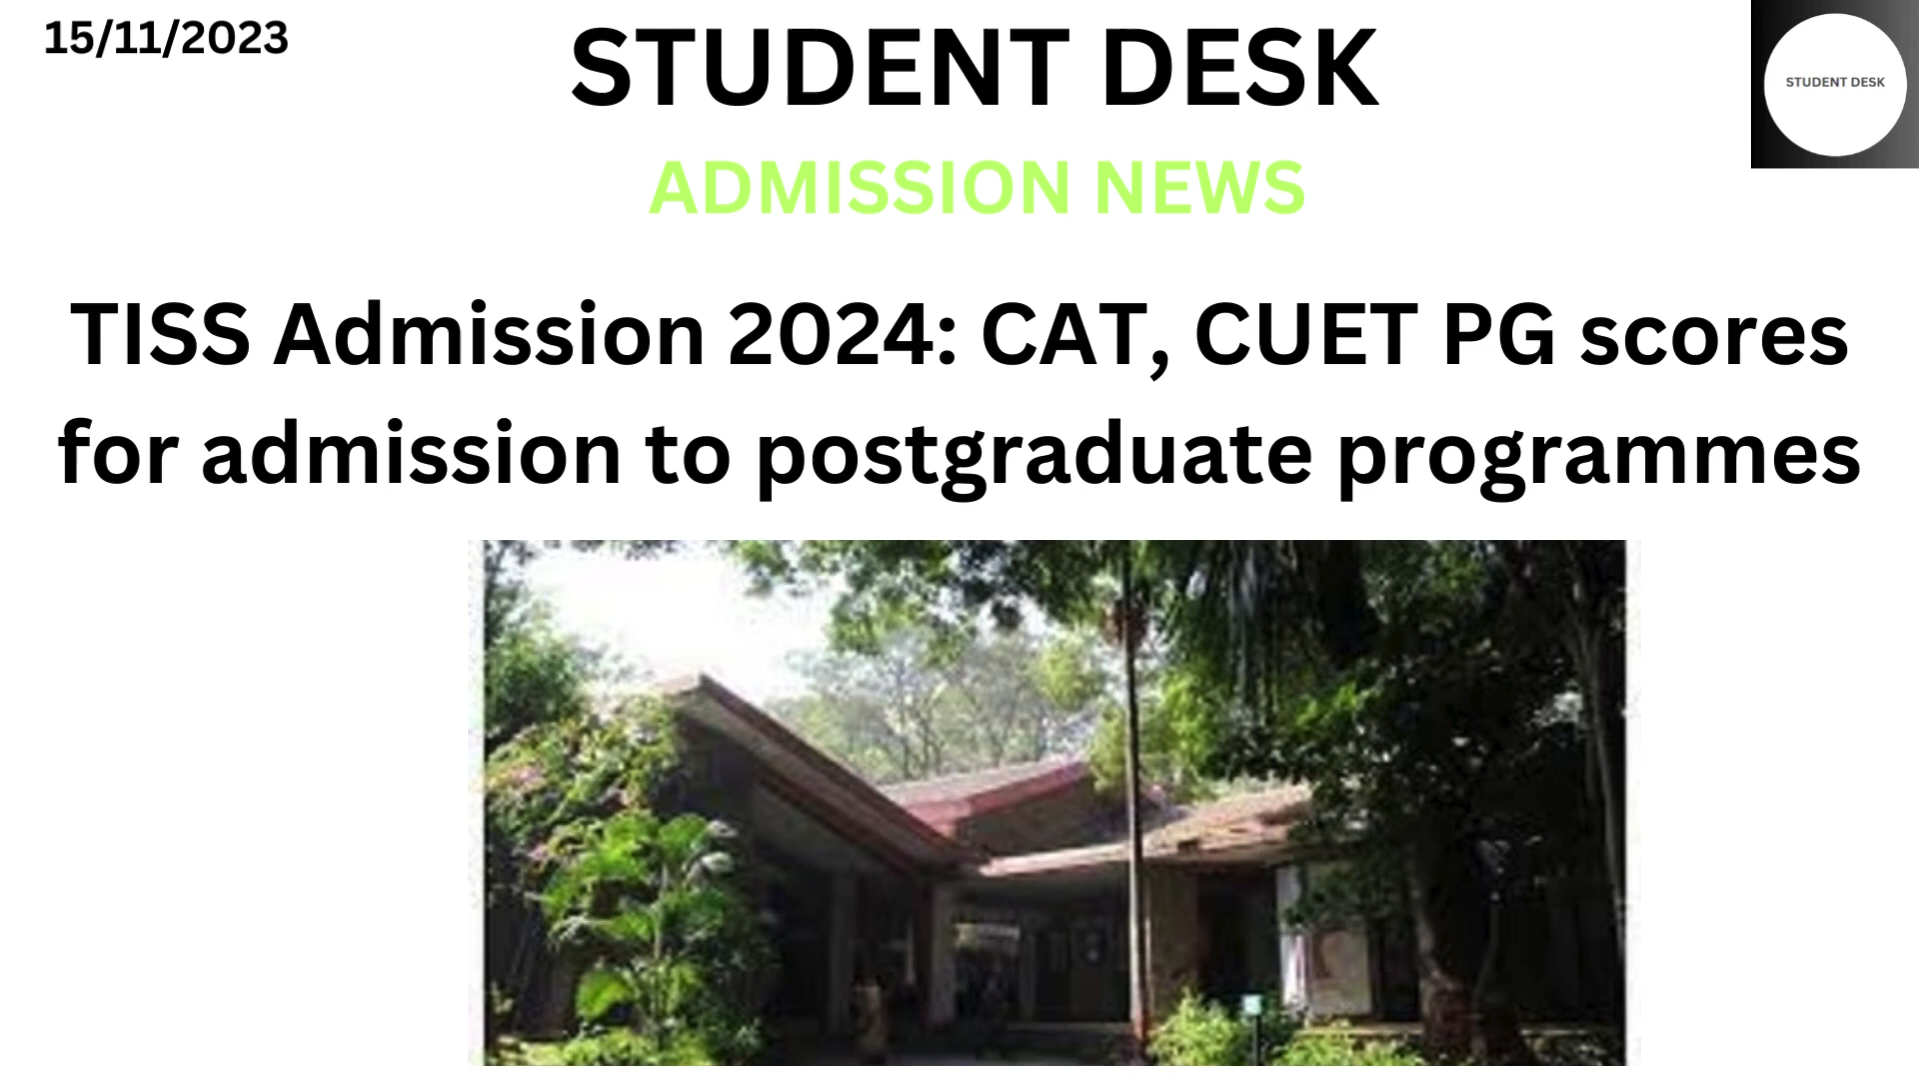 15/11/2023
STUDENT DESK
STUDENT DESK
ADMISSION NEWS
TISS Admission 2024: CAT, CUET PG scores
for admission to postgraduate programmes